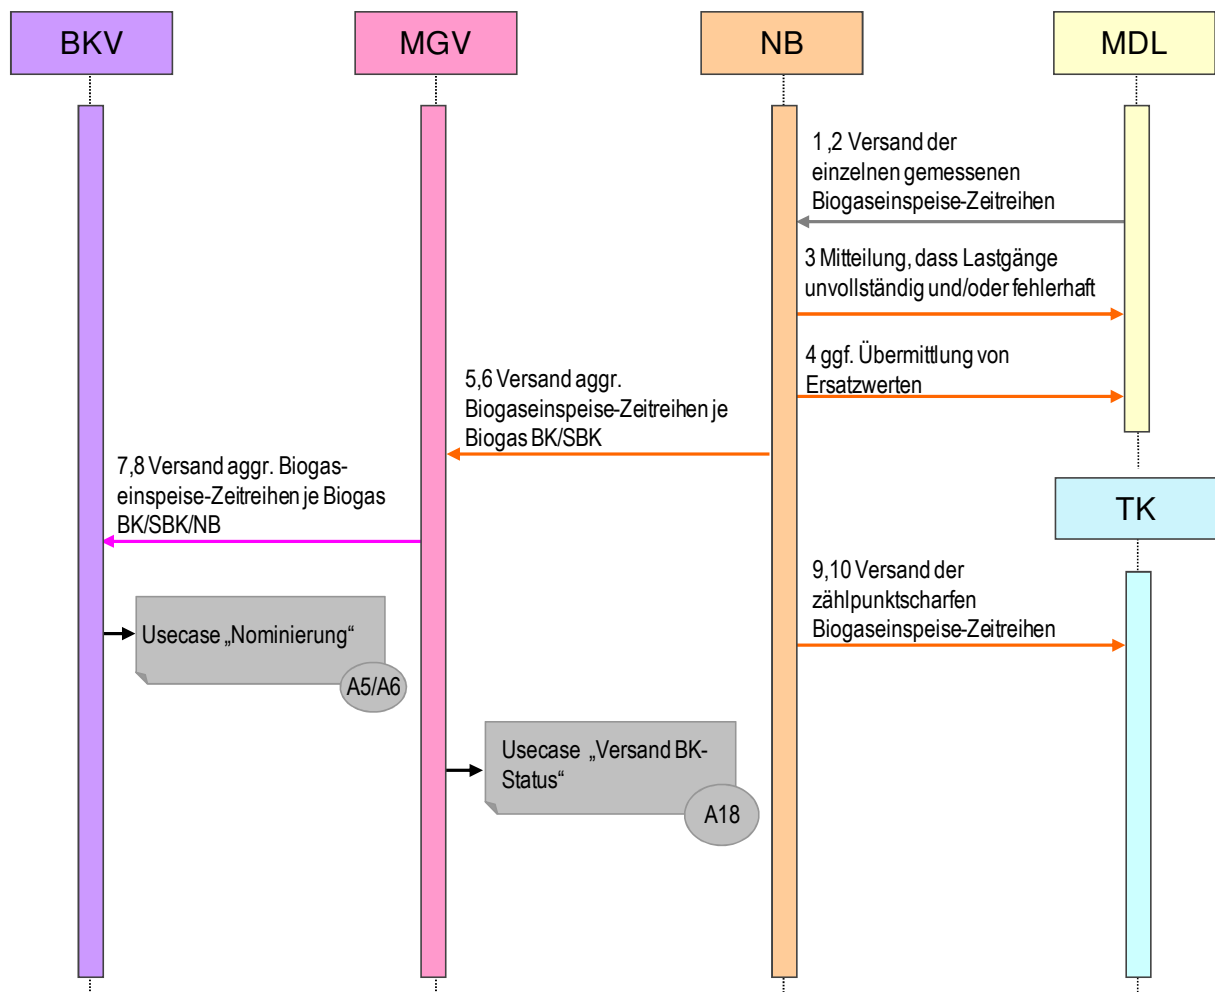 BKV
MGV
NB
MDL
1 ,2 Versand der
einzelnen gemessenen
Biogaseinspeise-Zeitreihen
3 Mitteilung, dass Lastgänge
unvollständig und/oder fehlerhaft
4 ggf. Übermittlung von
Ersatzwerten
5,6 Versand aggr.
Biogaseinspeise-Zeitreihen je
Biogas BK/SBK
7,8 Versand aggr. Biogas-
einspeise-Zeitreihen je Biogas
BK/SBK/NB
TK
9,10 Versand der
zählpunktscharfen
Biogaseinspeise-Zeitreihen
Usecase „Nominierung“
A5/A6
Usecase „Versand BK-
Status“
A18